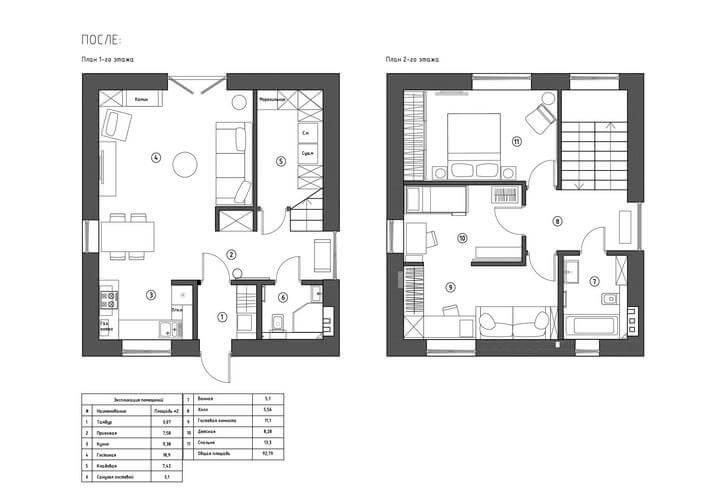 ПОСЛЕ:
План 1-го этажа
План 2-го этажа
Камин
Морозильник
С.м
Суш.м
4
5
2
3
1
6
П.м.
Газ. котел
11
10
8
9
7
Экспликация помещений
№ Наименование Площадь м2
1 Тамбур 3,07
2 Прихожая 7,58
3 Кухня 9,38
4 Гостиная 18,9
5 Кладовая 7,43
6 Санузел гостевой 3,1
7 Ванная 5,1
8 Холл 5,56
9 Гостевая комната 11,1
10 Детская 8,28
11 Спальня 13,3
Общая площадь 92,79